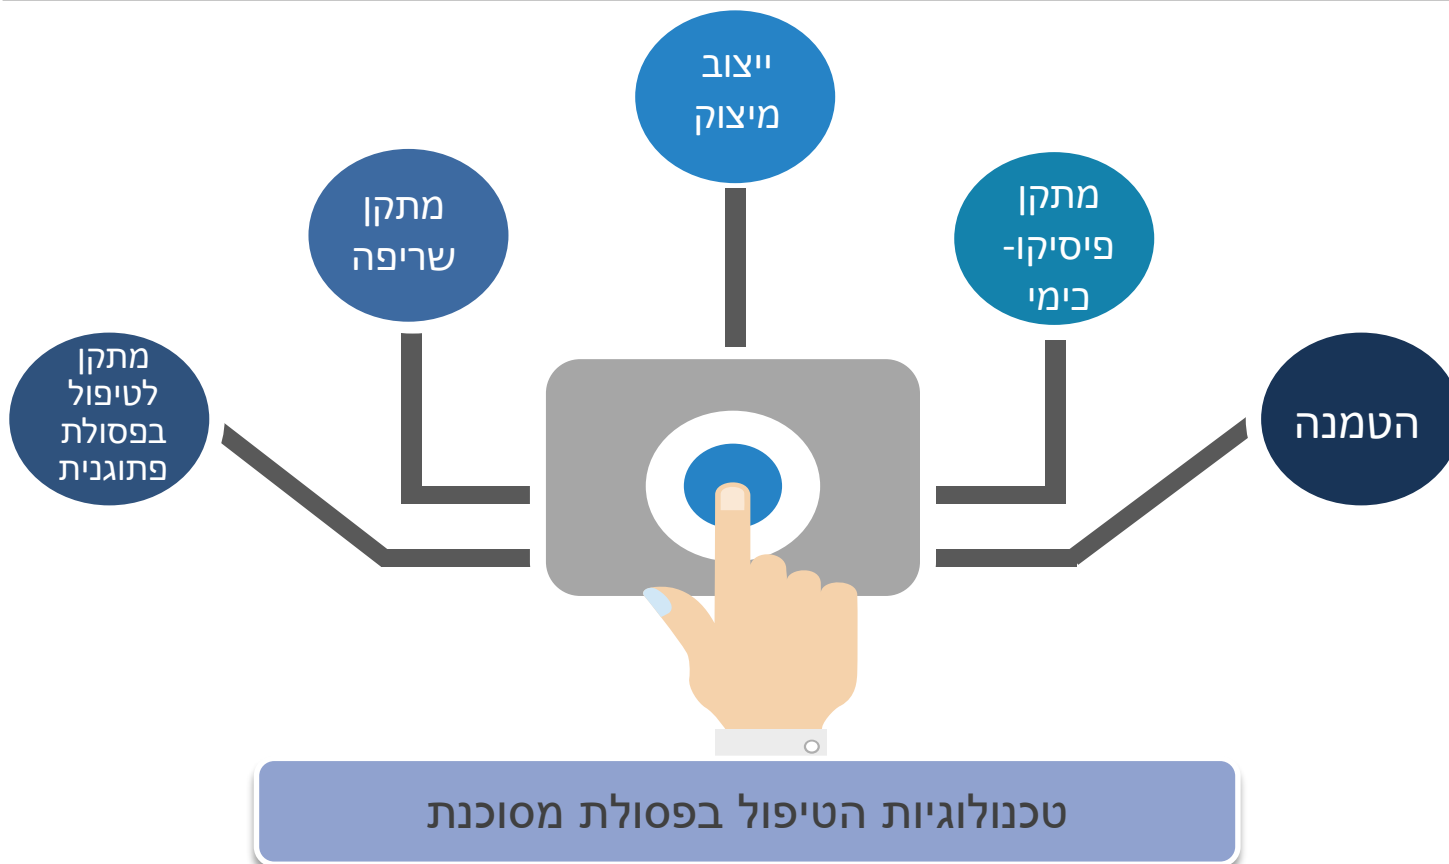 ייצוב
מיצוק
מתקן
פיסיקו-
כימי
מתקן
שריפה
הטמנה
מתקן
לטיפול
בפסולת
פתוגנית
טכנולוגיות הטיפול בפסולת מסוכנת